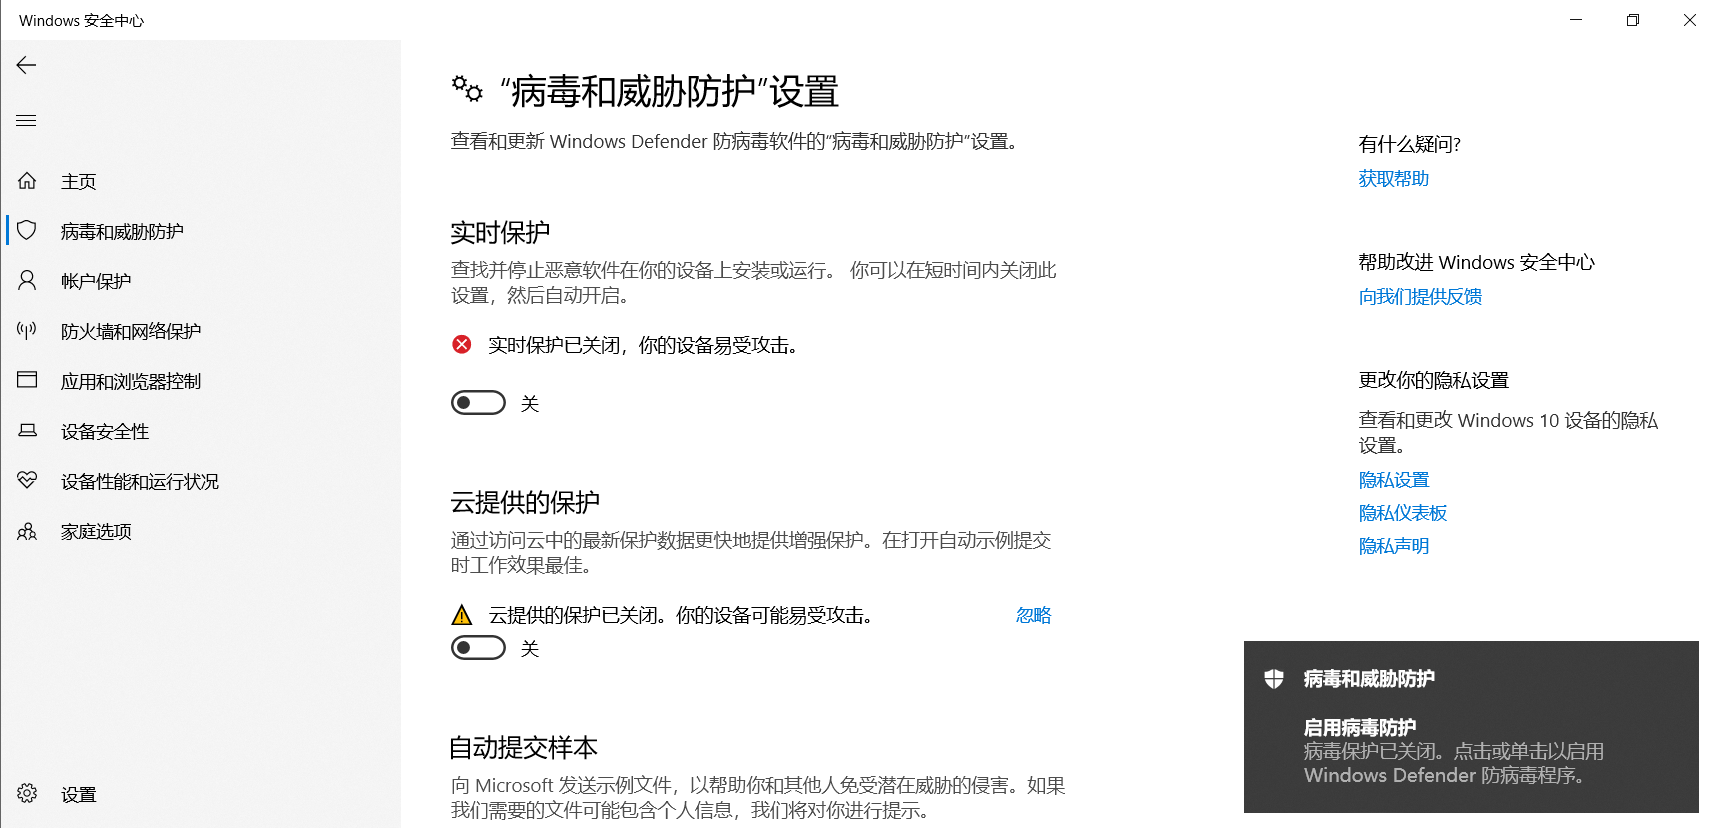 Windows 安全中心
主页
病毒和威胁防护
帐户保护
防火墙和网络保护
应用和浏览器控制
设备安全性
设备性能和运行状况
家庭选项
设置
“病毒和威胁防护”设置
查看和更新 Windows Defender 防病毒软件的“病毒和威胁防护”设置。
实时保护
查找并停止恶意软件在你的设备上安装或运行。 你可以在短时间内关闭此
设置，然后自动开启。
实时保护已关闭，你的设备易受攻击。
关
云提供的保护
通过访问云中的最新保护数据更快地提供增强保护。在打开自动示例提交
时工作效果最佳。
云提供的保护已关闭。你的设备可能易受攻击。
忽略
关
自动提交样本
向 Microsoft 发送示例文件，以帮助你和其他人免受潜在威胁的侵害。如果
我们需要的文件可能包含个人信息，我们将对你进行提示。
有什么疑问?
获取帮助
帮助改进 Windows 安全中心
向我们提供反馈
更改你的隐私设置
查看和更改 Windows 10 设备的隐私
设置。
隐私设置
隐私仪表板
隐私声明
病毒和威胁防护
启用病毒防护
病毒保护已关闭。点击或单击以启用
Windows Defender 防病毒程序。